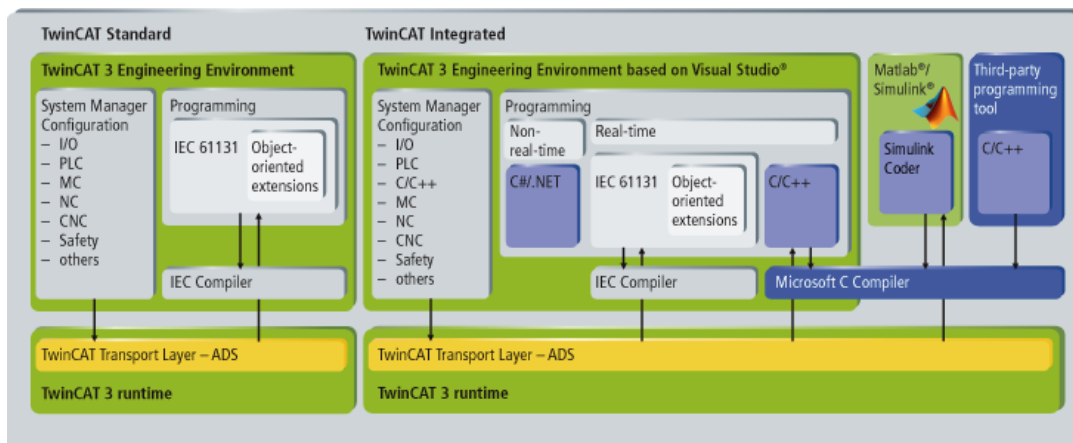 TwinCAT Standard
TwinCAT 3 Engineering Environment
System Manager
Configuration
– I/O
– PLC
– MC
– NC
– CNC
– Safety
– others
Programming
IEC 61131
Object-
oriented
extensions
IEC Compiler
TwinCAT Transport Layer – ADS
TwinCAT 3 runtime
TwinCAT Integrated
TwinCAT 3 Engineering Environment based on Visual Studio®
System Manager
Configuration
– I/O
– PLC
– C/C++
– MC
– NC
– CNC
– Safety
– others
Programming
Non-
real-time
Real-time
C#/.NET
IEC 61131
Object-
oriented
extensions
C/C++
IEC Compiler
Matlab®/
Simulink®
Simulink
Coder
Third-party
programming
tool
C/C++
Microsoft C Compiler
TwinCAT Transport Layer – ADS
TwinCAT 3 runtime